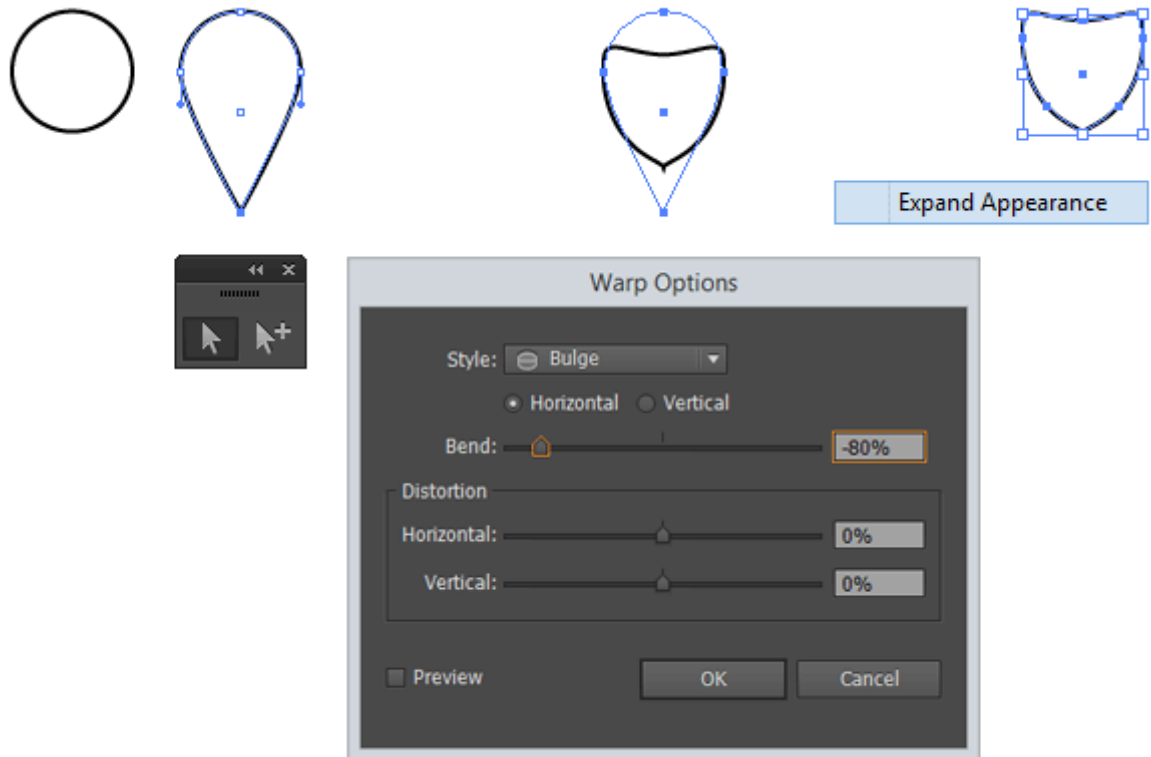 Expand Appearance
Warp Options
Style: Bulge
Horizontal Vertical
Bend: -80%
Distortion
Horizontal: 0%
Vertical: 0%
Preview OK Cancel